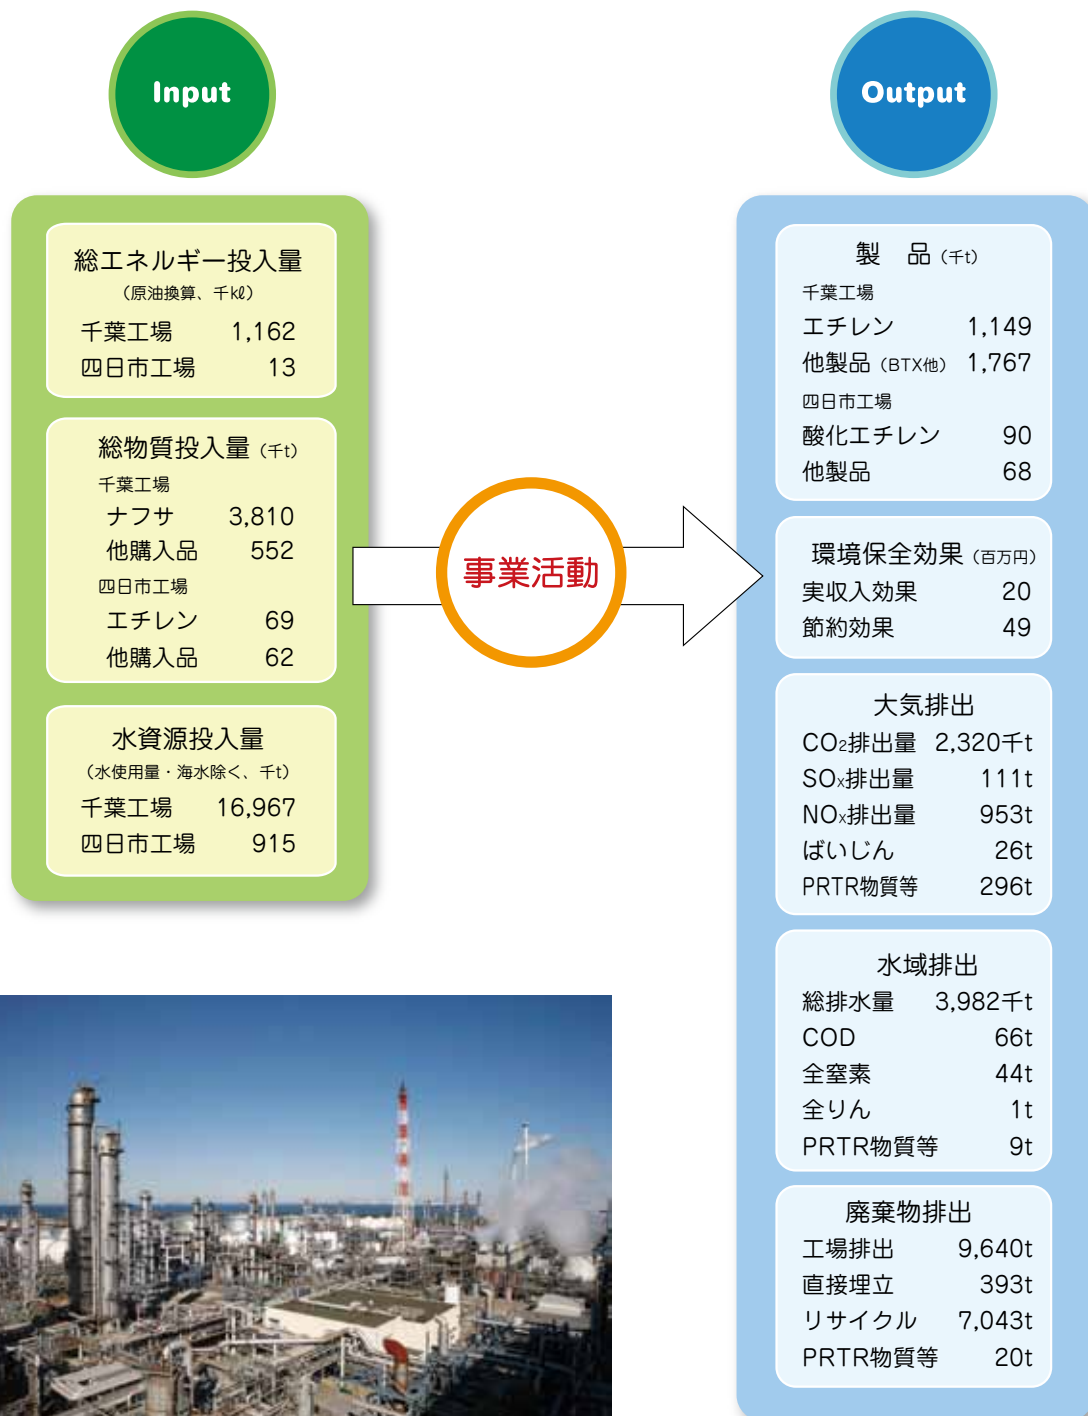 Input
総エネルギー投入量
（原油換算、千㎘）
千葉工場 1,162
四日市工場 13
総物質投入量（千t）
千葉工場
ナフサ 3,810
他購入品 552
四日市工場
エチレン 69
他購入品 62
水資源投入量
（水使用量・海水除く、千t）
千葉工場 16,967
四日市工場 915
事業活動
Output
製 品（千t）
千葉工場
エチレン 1,149
他製品（BTX他） 1,767
四日市工場
酸化エチレン 90
他製品 68
環境保全効果（百万円）
実収入効果 20
節約効果 49
大気排出
CO₂排出量 2,320千t
SOx排出量 111t
NOx排出量 953t
ばいじん 26t
PRTR物質等 296t
水域排出
総排水量 3,982千t
COD 66t
全窒素 44t
全りん 1t
PRTR物質等 9t
廃棄物排出
工場排出 9,640t
直接埋立 393t
リサイクル 7,043t
PRTR物質等 20t